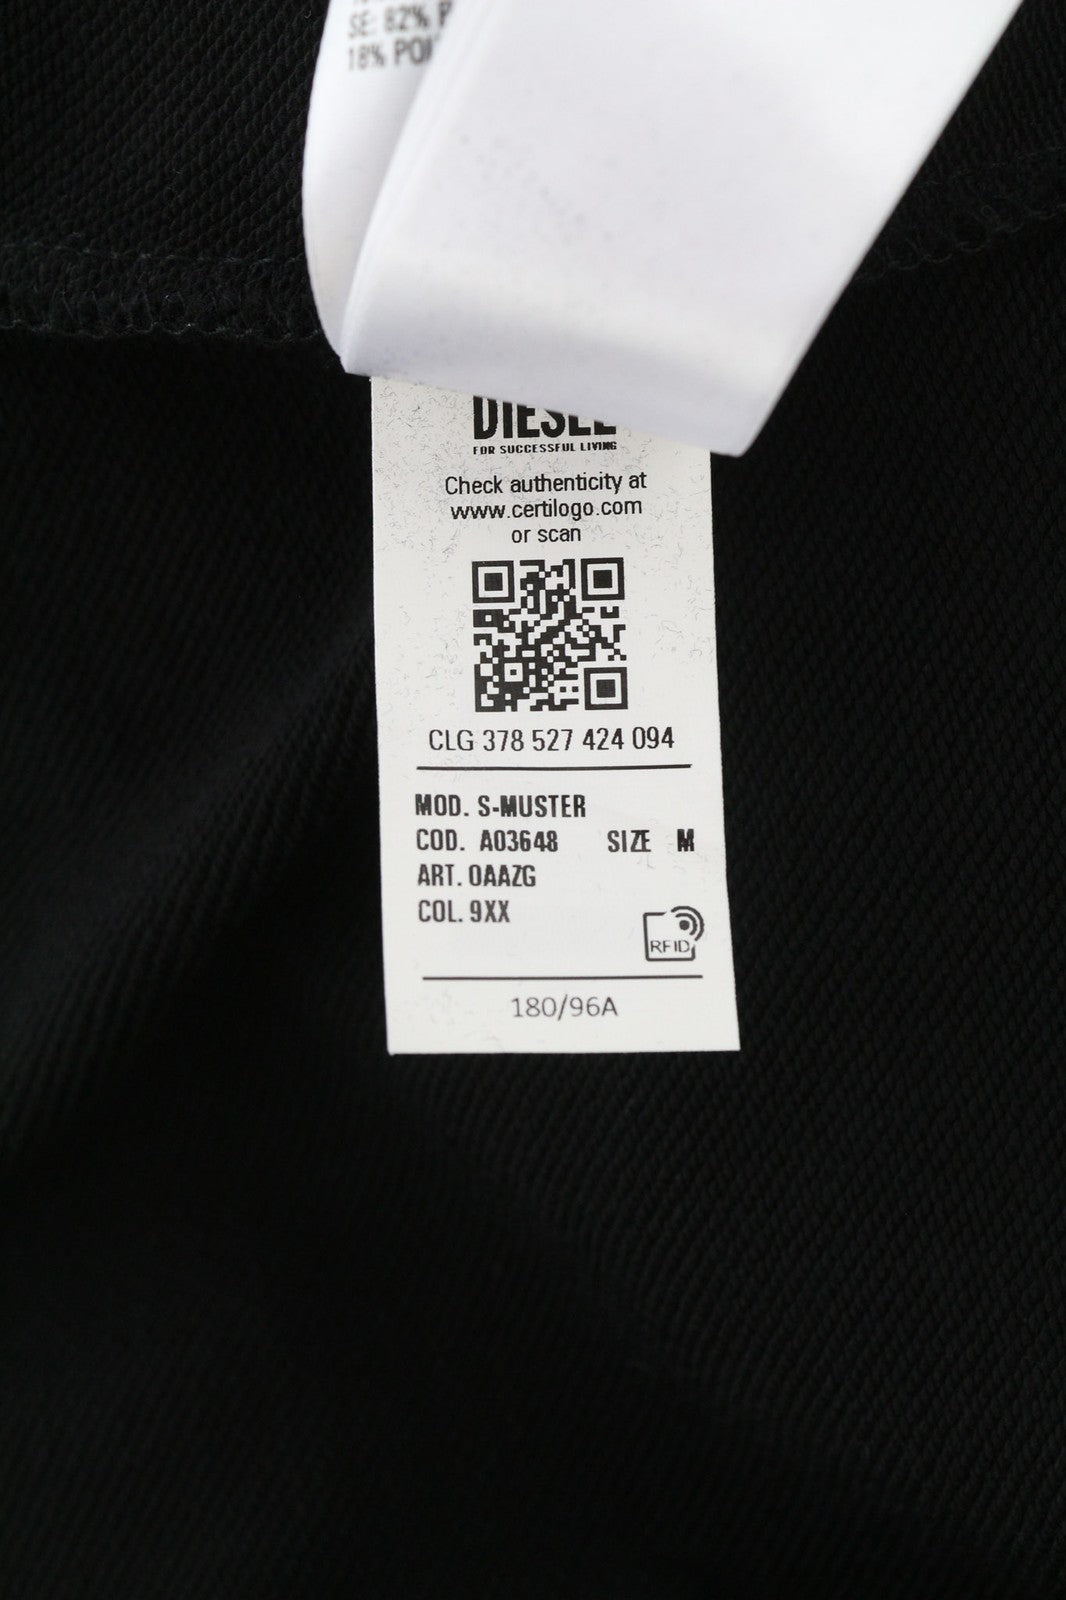 SE: 82%
18%
DIESEL
FOR SUCCESSFUL LIVING
Check authenticity at
www.certilogo.com
or scan
CLG 378 527 424 094
MOD. S-MUSTER
COD. A03648 SIZE M
ART. 0AAZG
COL. 9XX
RFID
180/96A